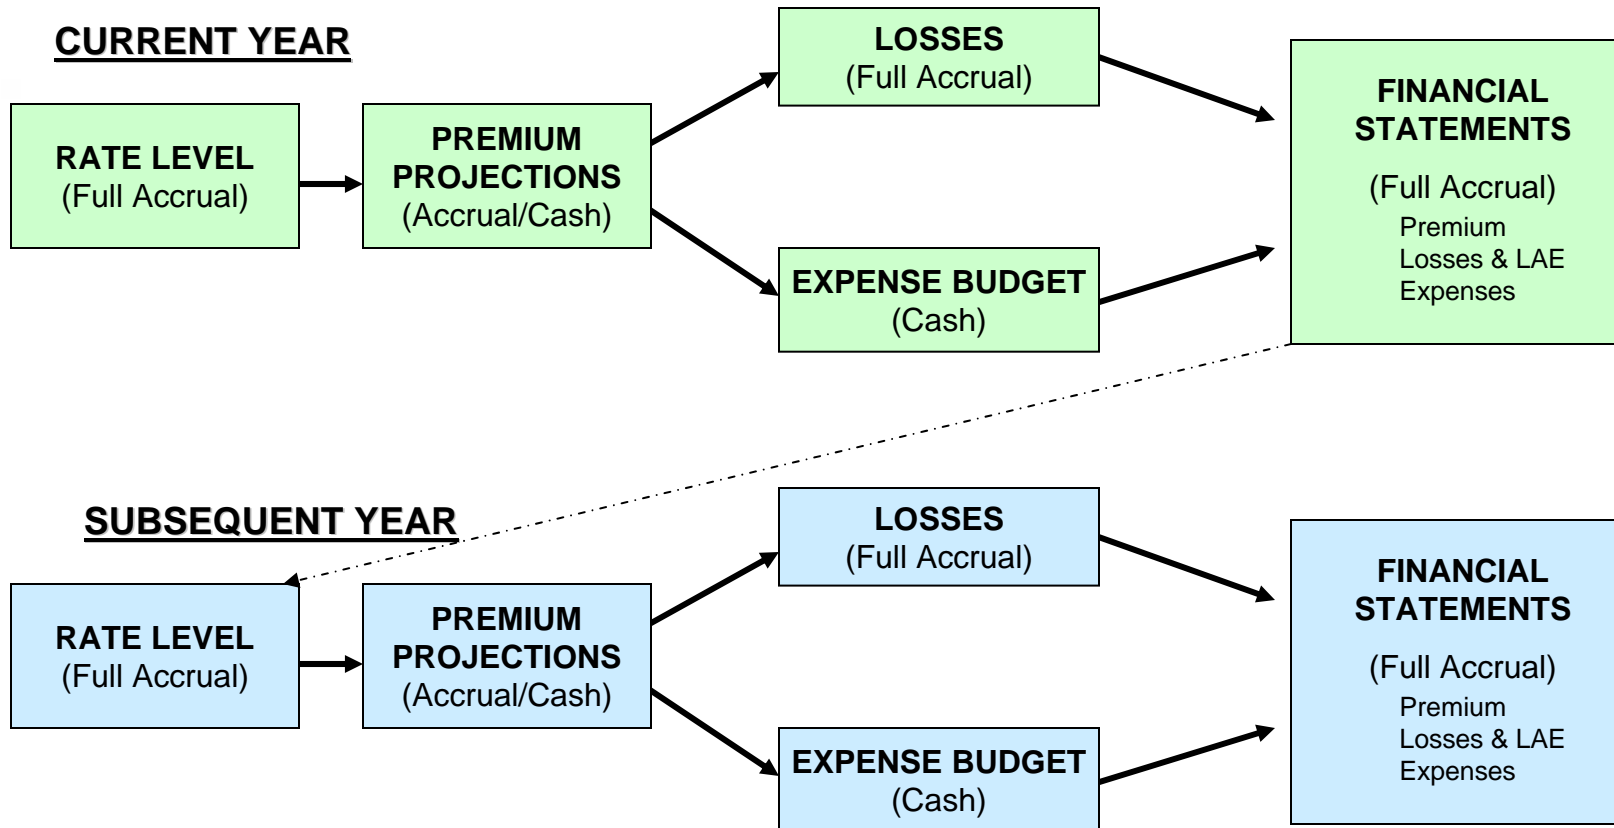 CURRENT YEAR
RATE LEVEL
(Full Accrual)
PREMIUM
PROJECTIONS
(Accrual/Cash)
LOSSES
(Full Accrual)
EXPENSE BUDGET
(Cash)
FINANCIAL
STATEMENTS
(Full Accrual)
Premium
Losses & LAE
Expenses
SUBSEQUENT YEAR
RATE LEVEL
(Full Accrual)
PREMIUM
PROJECTIONS
(Accrual/Cash)
LOSSES
(Full Accrual)
EXPENSE BUDGET
(Cash)
FINANCIAL
STATEMENTS
(Full Accrual)
Premium
Losses & LAE
Expenses